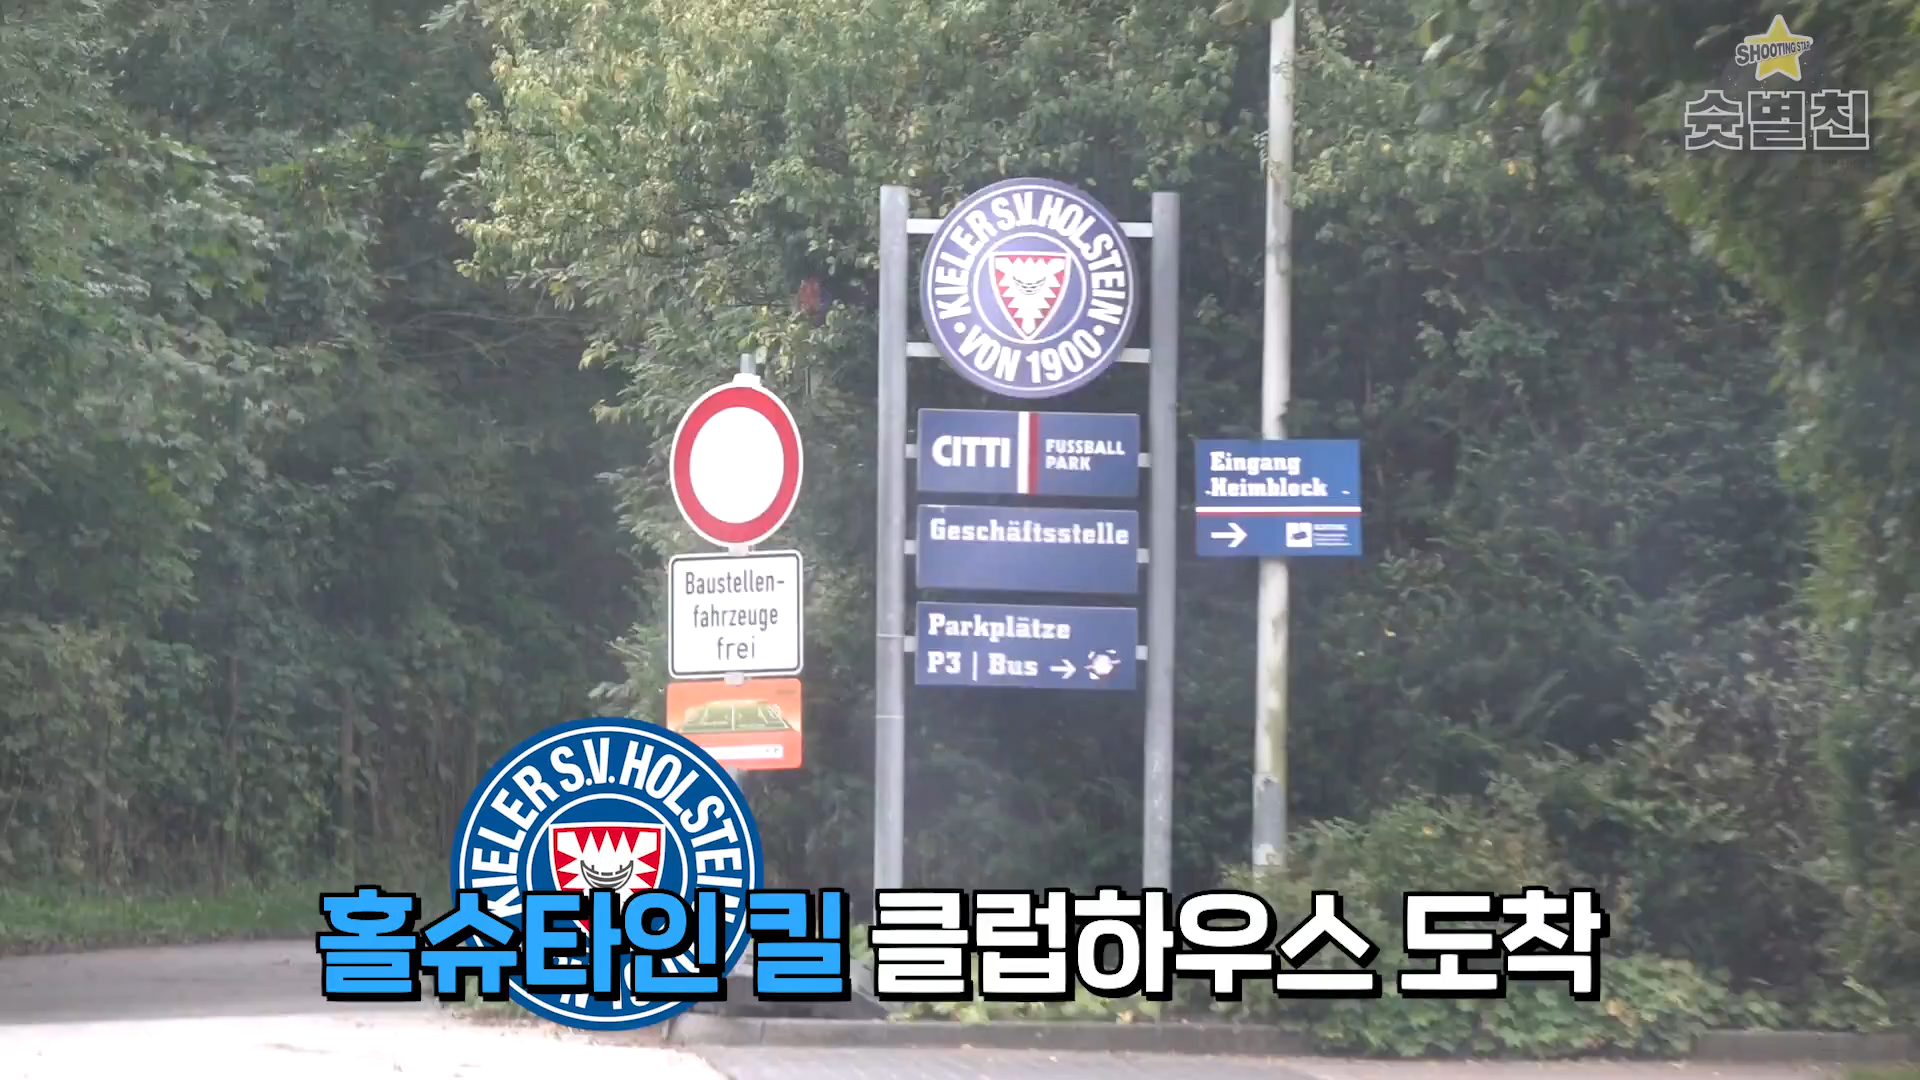 SHOOTING STAR
슛별친
KIELER S.V. HOLSTEIN
• VON 1900 •
CITTI
FUSSBALL
PARK
Eingang
Heimblock
Geschäftsstelle
Baustellen-
fahrzeuge
frei
Parkplätze
P3 | Bus →
KIELER S.V. HOLSTEIN
홀슈타인 킬 클럽하우스 도착